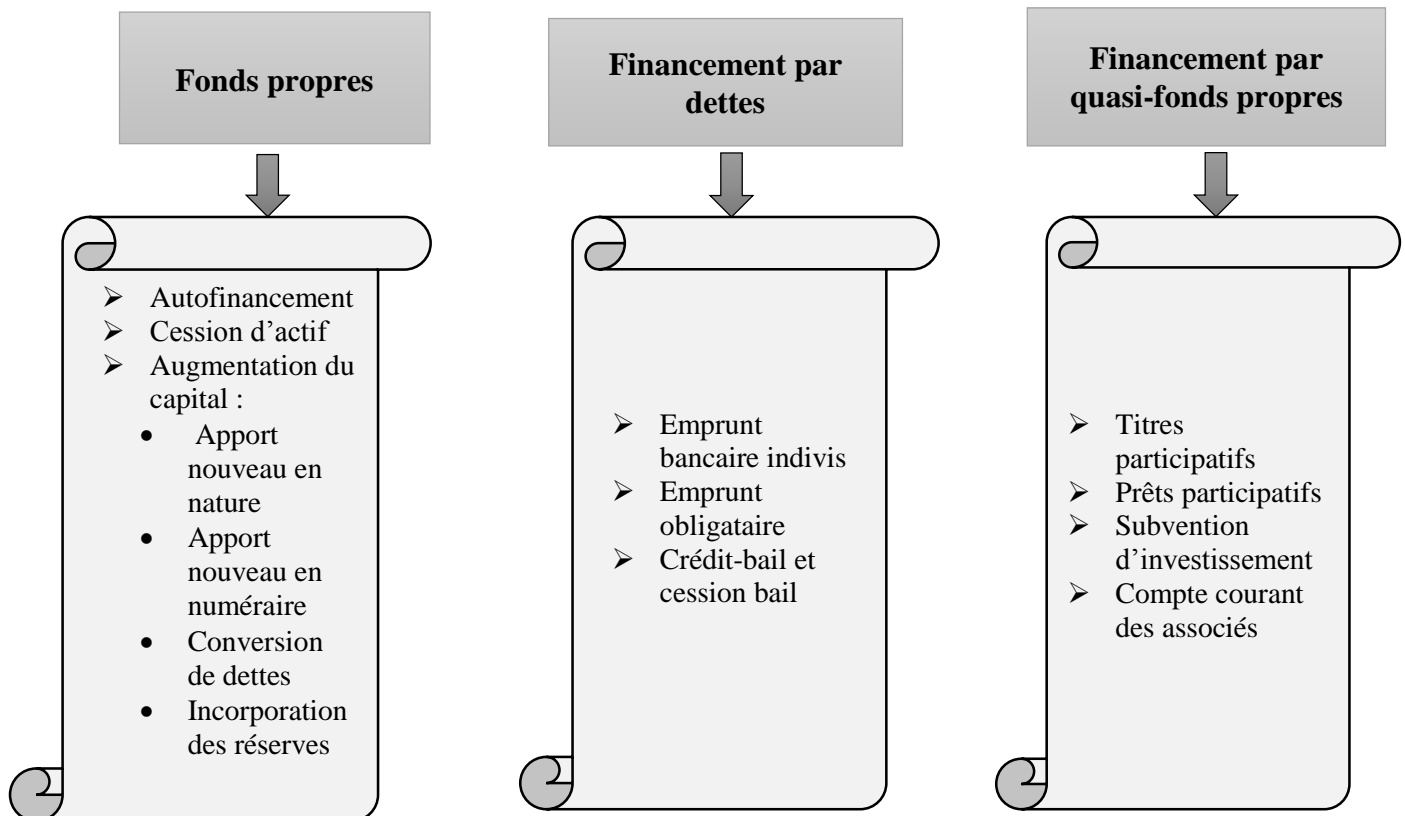 Fonds propres
➢ Autofinancement
➢ Cession d’actif
➢ Augmentation du
capital :
• Apport
nouveau en
nature
• Apport
nouveau en
numéraire
• Conversion
de dettes
• Incorporation
des réserves
Financement par
dettes
➢ Emprunt
bancaire indivis
➢ Emprunt
obligataire
➢ Crédit-bail et
cession bail
Financement par
quasi-fonds propres
➢ Titres
participatifs
➢ Prêts participatifs
➢ Subvention
d’investissement
➢ Compte courant
des associés